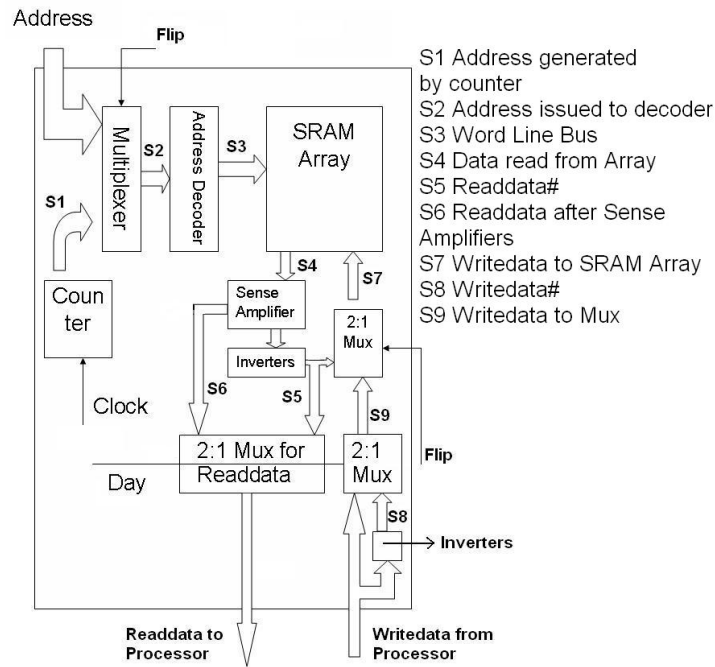 Address
Flip
S1 Address generated
by counter
S2 Address issued to decoder
S3 Word Line Bus
S4 Data read from Array
S5 Readdata#
S6 Readdata after Sense
Amplifiers
S7 Writedata to SRAM Array
S8 Writedata#
S9 Writedata to Mux
Multiplexer
S2
Address Decoder
S3
SRAM
Array
S1
S4
S7
Coun
ter
Sense
Amplifier
2:1
Mux
Inverters
S6
S5
S9
Clock
2:1 Mux for
Readdata
2:1
Mux
Flip
Day
S8
Inverters
Readdata to
Processor
Writedata from
Processor